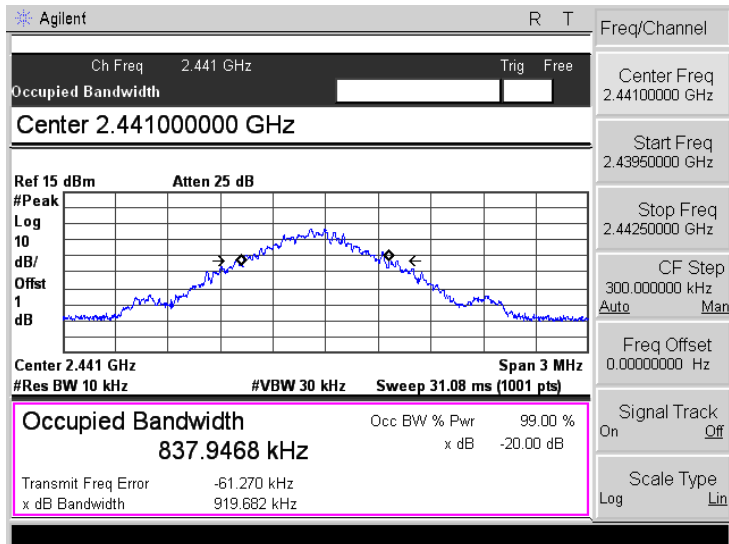 Agilent R T
Ch Freq 2.441 GHz Trig Free
Occupied Bandwidth
Center 2.441000000 GHz
Ref 15 dBm Atten 25 dB
#Peak
Log
10
dB/
Offst
1
dB
Center 2.441 GHz Span 3 MHz
#Res BW 10 kHz #VBW 30 kHz Sweep 31.08 ms (1001 pts)
Occupied Bandwidth Occ BW % Pwr 99.00 %
837.9468 kHz x dB -20.00 dB
Transmit Freq Error -61.270 kHz
x dB Bandwidth 919.682 kHz
Freq/Channel
Center Freq
2.44100000 GHz
Start Freq
2.43950000 GHz
Stop Freq
2.44250000 GHz
CF Step
300.000000 kHz
Auto Man
Freq Offset
0.00000000 Hz
Signal Track
On Off
Scale Type
Log Lin